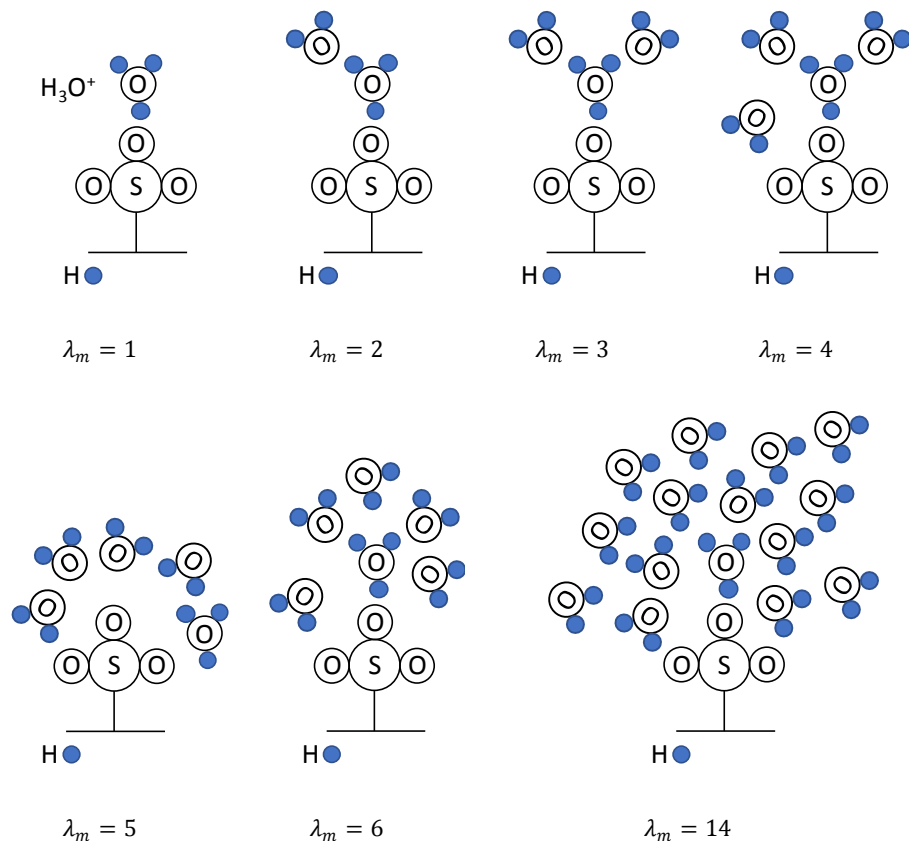 O
H₃O⁺
O
O S O
H
λₘ = 1
O
O
O
O S O
H
λₘ = 2
O O
O
O
O S O
H
λₘ = 3
O O
O
O
O
O S O
H
λₘ = 4
O O O
O
O
O
O S O
H
λₘ = 5
O
O O
O
O
O
O
O S O
H
λₘ = 6
O O O O
O O O
O O
O O
O O O O
O
O S O
H
λₘ = 14